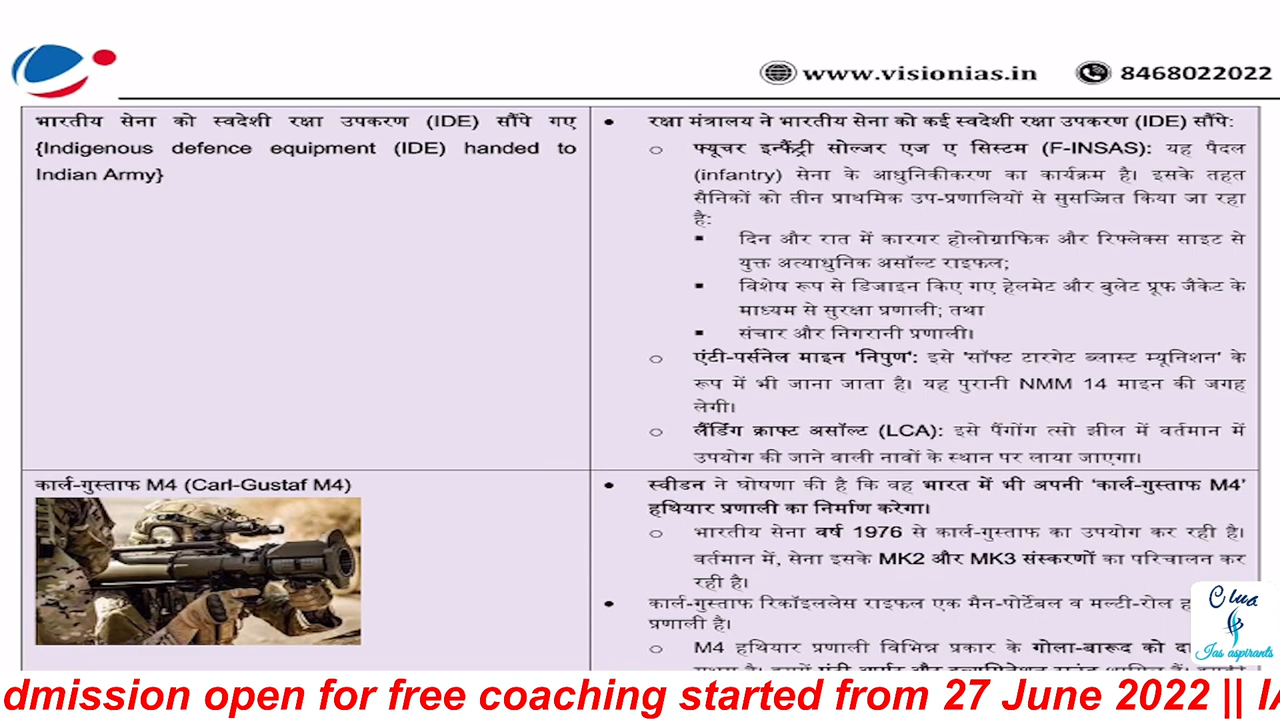 www.visionias.in
8468022022
भारतीय सेना को स्वदेशी रक्षा उपकरण (IDE) सौंपे गए
{Indigenous defence equipment (IDE) handed to
Indian Army}
• रक्षा मंत्रालय ने भारतीय सेना को कई स्वदेशी रक्षा उपकरण (IDE) सौंपे:
o फ्यूचर इन्फैंट्री सोल्जर एज ए सिस्टम (F-INSAS): यह पैदल
(infantry) सेना के आधुनिकीकरण का कार्यक्रम है। इसके तहत
सैनिकों को तीन प्राथमिक उप-प्रणालियों से सुसज्जित किया जा रहा
है:
▪ दिन और रात में कारगर होलोग्राफिक और रिफ्लेक्स साइट से
युक्त अत्याधुनिक असॉल्ट राइफल;
▪ विशेष रूप से डिजाइन किए गए हेलमेट और बुलेट प्रूफ जैकेट के
माध्यम से सुरक्षा प्रणाली; तथा
▪ संचार और निगरानी प्रणाली।
o एंटी-पर्सनेल माइन 'निपुण': इसे 'सॉफ्ट टारगेट ब्लास्ट म्यूनिशन' के
रूप में भी जाना जाता है। यह पुरानी NMM 14 माइन की जगह
लेगी।
o लैंडिंग क्राफ्ट असॉल्ट (LCA): इसे पैंगोंग त्सो झील में वर्तमान में
उपयोग की जाने वाली नावों के स्थान पर लाया जाएगा।
कार्ल-गुस्ताफ M4 (Carl-Gustaf M4)
• स्वीडन ने घोषणा की है कि वह भारत में भी अपनी 'कार्ल-गुस्ताफ M4'
हथियार प्रणाली का निर्माण करेगा।
o भारतीय सेना वर्ष 1976 से कार्ल-गुस्ताफ का उपयोग कर रही है।
वर्तमान में, सेना इसके MK2 और MK3 संस्करणों का परिचालन कर
रही है।
• कार्ल-गुस्ताफ रिकॉइललेस राइफल एक मैन-पोर्टेबल व मल्टी-रोल
प्रणाली है।
o M4 हथियार प्रणाली विभिन्न प्रकार के गोला-बारूद को
Ias aspirants
dmission open for free coaching started from 27 June 2022 ||